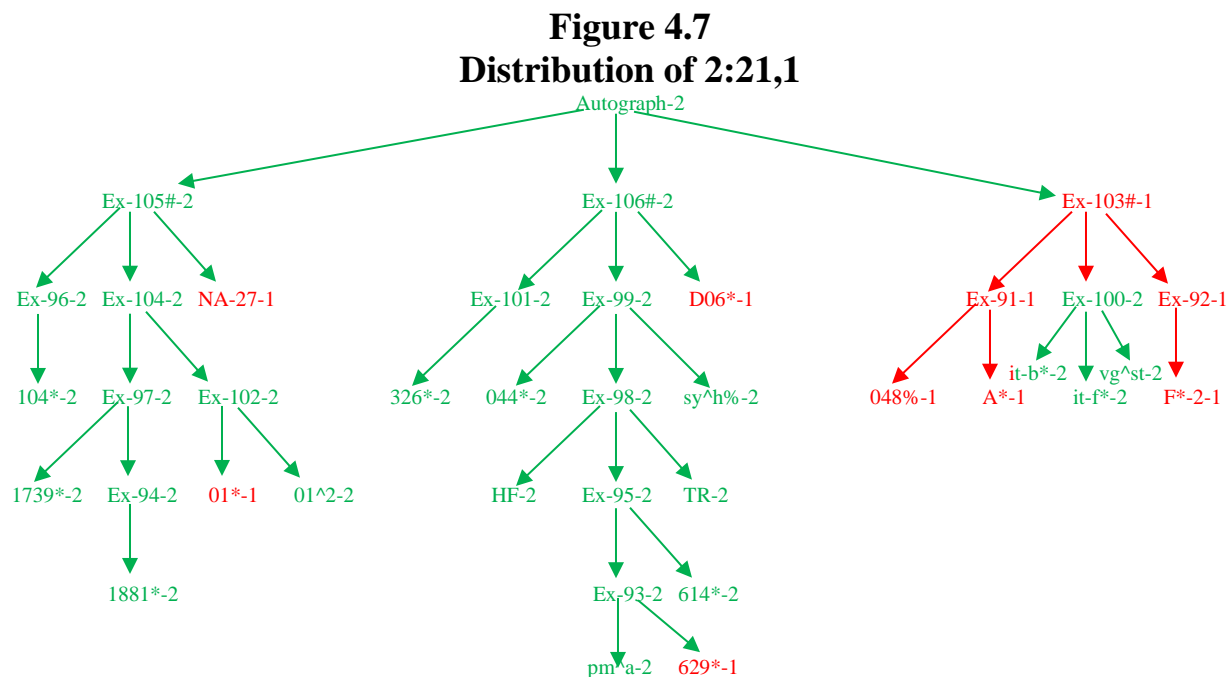 Figure 4.7
Distribution of 2:21,1
Autograph-2
Ex-105#-2 Ex-106#-2 Ex-103#-1
Ex-96-2 Ex-104-2 NA-27-1 Ex-101-2 Ex-99-2 D06*-1 Ex-91-1 Ex-100-2 Ex-92-1
it-b*-2 vg^st-2
104*-2 Ex-97-2 Ex-102-2 326*-2 044*-2 Ex-98-2 sy^h%-2 048%-1 A*-1 it-f*-2 F*-2-1
1739*-2 Ex-94-2 01*-1 01^2-2 HF-2 Ex-95-2 TR-2
1881*-2 Ex-93-2 614*-2
pm^a-2 629*-1